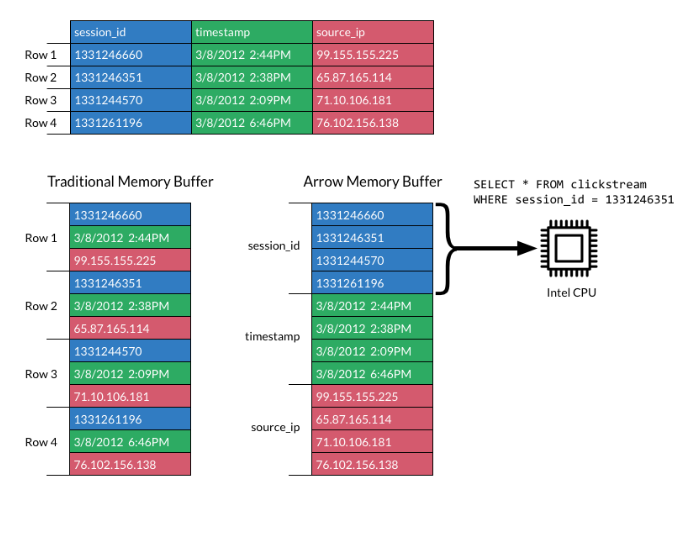 session_id timestamp source_ip
Row 1 1331246660 3/8/2012 2:44PM 99.155.155.225
Row 2 1331246351 3/8/2012 2:38PM 65.87.165.114
Row 3 1331244570 3/8/2012 2:09PM 71.10.106.181
Row 4 1331261196 3/8/2012 6:46PM 76.102.156.138
Traditional Memory Buffer
1331246660
Row 1 3/8/2012 2:44PM
99.155.155.225
1331246351
Row 2 3/8/2012 2:38PM
65.87.165.114
1331244570
Row 3 3/8/2012 2:09PM
71.10.106.181
1331261196
Row 4 3/8/2012 6:46PM
76.102.156.138
Arrow Memory Buffer
session_id
1331246660
1331246351
1331244570
1331261196
timestamp
3/8/2012 2:44PM
3/8/2012 2:38PM
3/8/2012 2:09PM
3/8/2012 6:46PM
source_ip
99.155.155.225
65.87.165.114
71.10.106.181
76.102.156.138
SELECT * FROM clickstream
WHERE session_id = 1331246351
Intel CPU